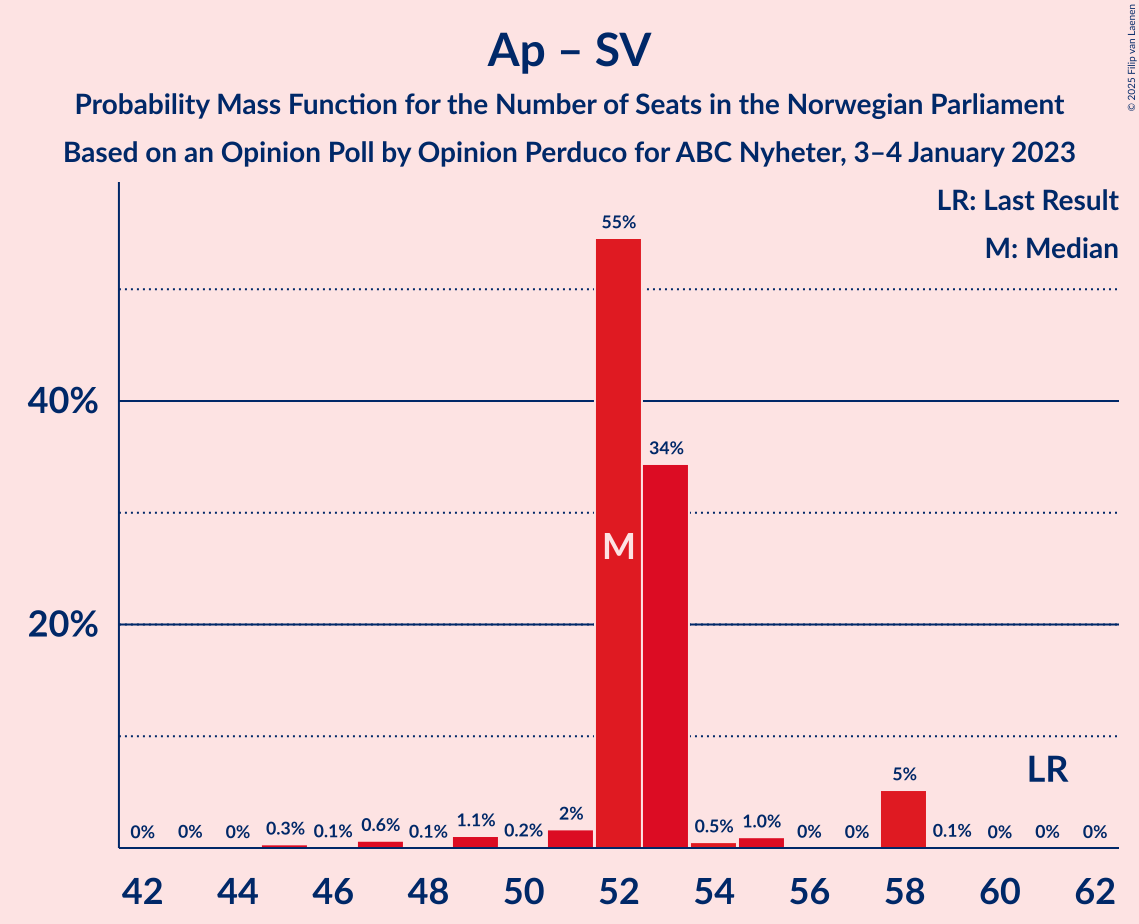 Ap – SV
Probability Mass Function for the Number of Seats in the Norwegian Parliament
Based on an Opinion Poll by Opinion Perduco for ABC Nyheter, 3–4 January 2023
© 2025 Filip van Laenen
LR: Last Result
M: Median
55%
40%
34%
M
20%
LR
0% 0% 0% 0.3% 0.1% 0.6% 0.1% 1.1% 0.2% 2% 0.5% 1.0% 0% 0% 5% 0.1% 0% 0% 0%
42 44 46 48 50 52 54 56 58 60 62